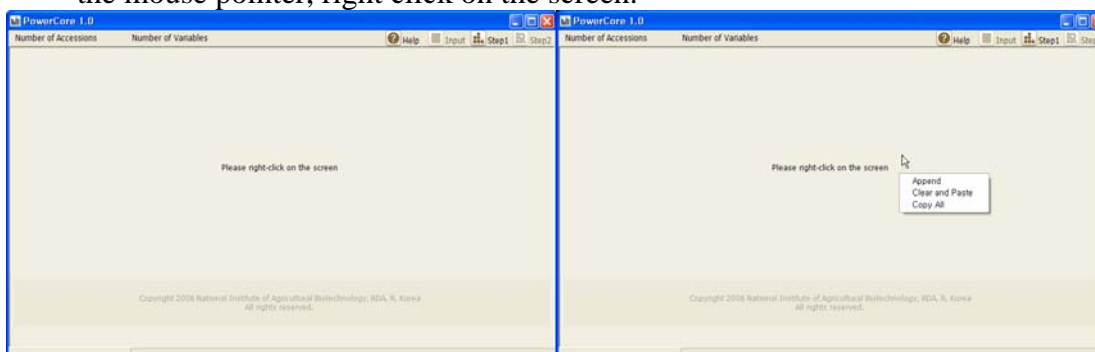 the mouse pointer, right click on the screen.
PowerCore 1.0
Number of Accessions Number of Variables Help Input Step1 Step2
Please right-click on the screen
Copyright 2006 National Institute of Agricultural Biotechnology, RDA, R. Korea
All rights reserved.
PowerCore 1.0
Number of Accessions Number of Variables Help Input Step1
Please right-click on the screen
Append
Clear and Paste
Copy All
Copyright 2006 National Institute of Agricultural Biotechnology, RDA, R. Korea
All rights reserved.